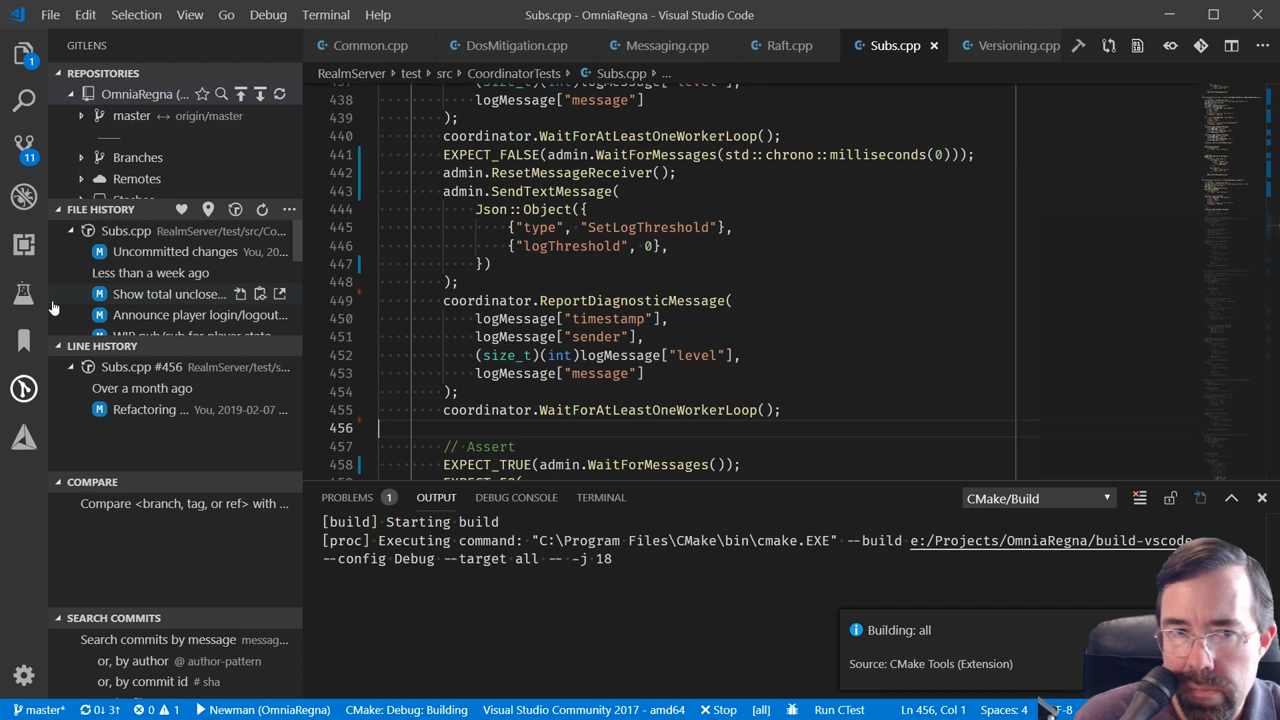 File Edit Selection View Go Debug Terminal Help Subs.cpp - OmniaRegna - Visual Studio Code
GITLENS Common.cpp DosMitigation.cpp Messaging.cpp Raft.cpp Subs.cpp Versioning.cpp
1
REPOSITORIES
RealmServer › test › src › CoordinatorTests › Subs.cpp › ...
OmniaRegna (...
master ↔ origin/master
Branches
Remotes
11
FILE HISTORY
Subs.cpp RealmServer/test/src/Co...
Uncommitted changes You, 20...
Less than a week ago
Show total unclose...
Announce player login/logout...
LINE HISTORY
Subs.cpp #456 RealmServer/test/s...
Over a month ago
Refactoring ... You, 2019-02-07 ...
COMPARE
Compare <branch, tag, or ref> with ...
SEARCH COMMITS
Search commits by message messag...
or, by author @ author-pattern
or, by commit id # sha
438 logMessage["message"]
439 );
440 coordinator.WaitForAtLeastOneWorkerLoop();
441 EXPECT_FALSE(admin.WaitForMessages(std::chrono::milliseconds(0)));
442 admin.ResetMessageReceiver();
443 admin.SendTextMessage(
444 Json::Object({
445 {"type", "SetLogThreshold"},
446 {"logThreshold", 0},
447 })
448 );
449 coordinator.ReportDiagnosticMessage(
450 logMessage["timestamp"],
451 logMessage["sender"],
452 (size_t)(int)logMessage["level"],
453 logMessage["message"]
454 );
455 coordinator.WaitForAtLeastOneWorkerLoop();
456
457 // Assert
458 EXPECT_TRUE(admin.WaitForMessages());
PROBLEMS 1 OUTPUT DEBUG CONSOLE TERMINAL CMake/Build
[build] Starting build
[proc] Executing command: "C:\Program Files\CMake\bin\cmake.EXE" --build e:/Projects/OmniaRegna/build-vscode
--config Debug --target all -- -j 18
Building: all
Source: CMake Tools (Extension)
master* 0↓ 3↑ 0 1 Newman (OmniaRegna) CMake: Debug: Building Visual Studio Community 2017 - amd64 Stop [all] Run CTest Ln 456, Col 1 Spaces: 4